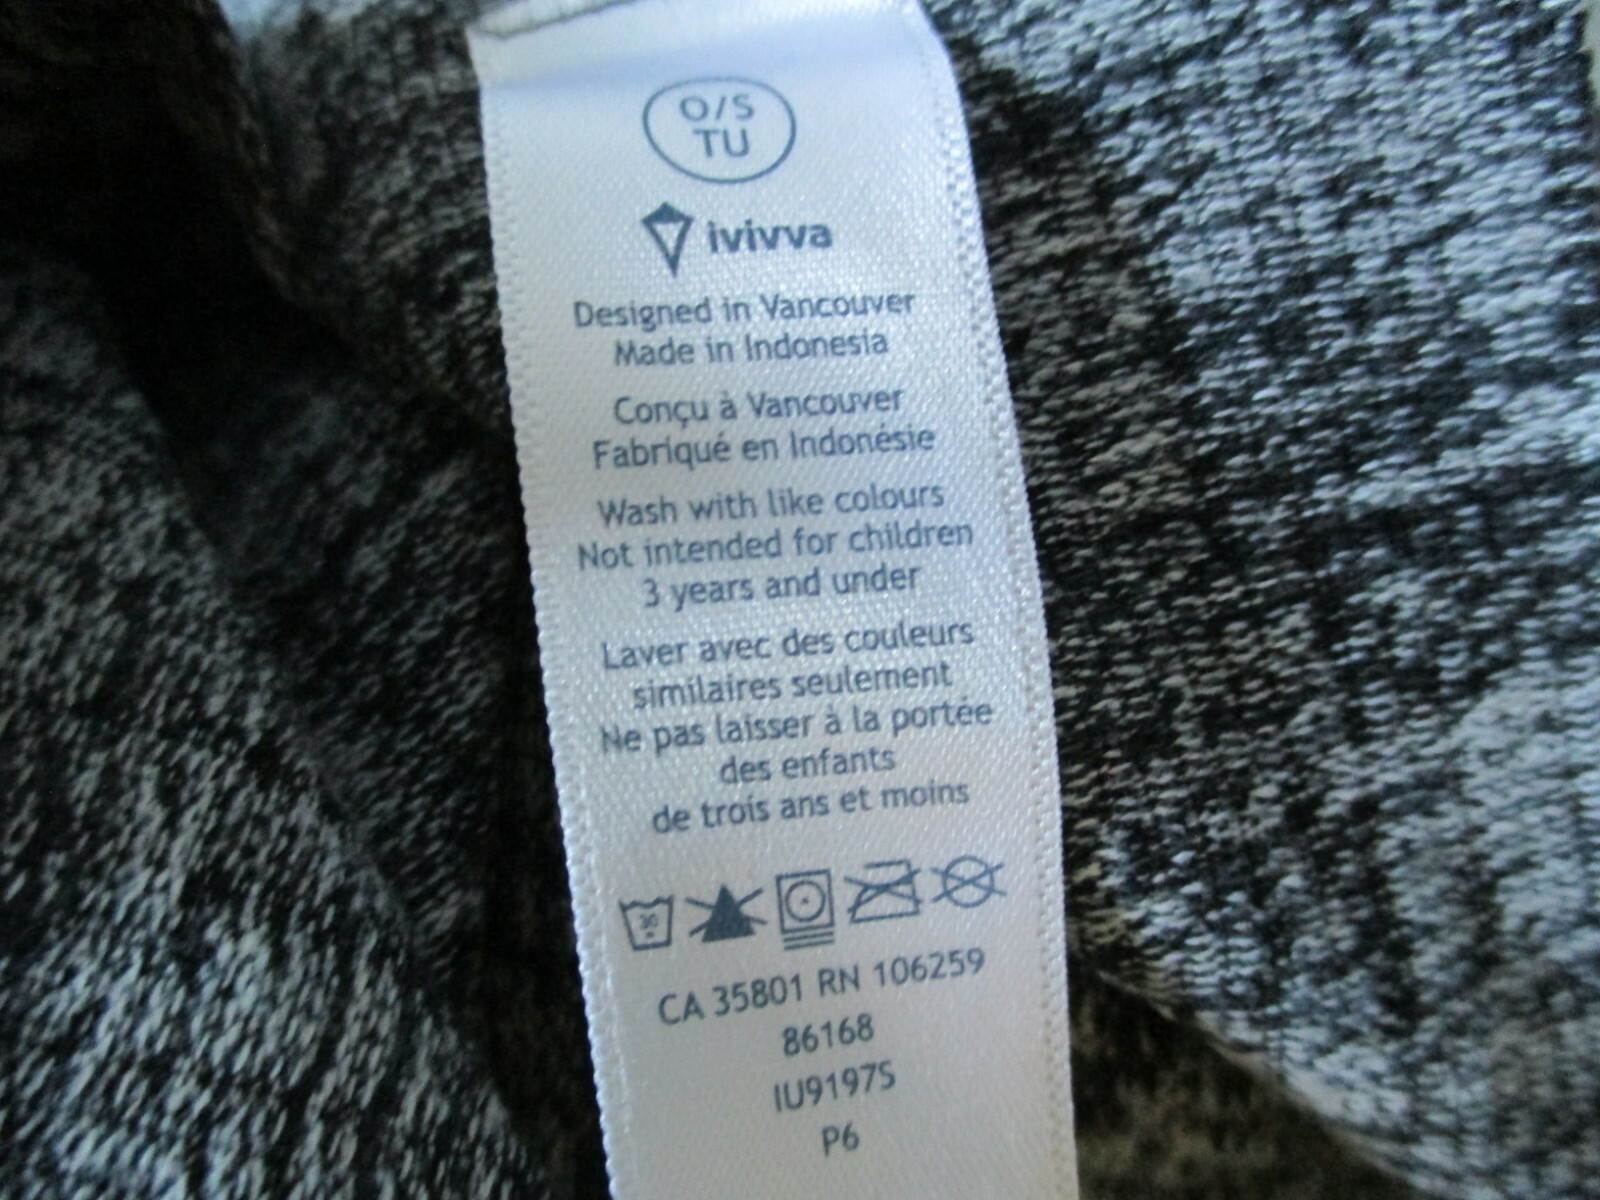 O/S
TU
ivivva
Designed in Vancouver
Made in Indonesia
Conçu à Vancouver
Fabriqué en Indonésie
Wash with like colours
Not intended for children
3 years and under
Laver avec des couleurs
similaires seulement
Ne pas laisser à la portée
des enfants
de trois ans et moins
30
CA 35801 RN 106259
86168
IU9197S
P6